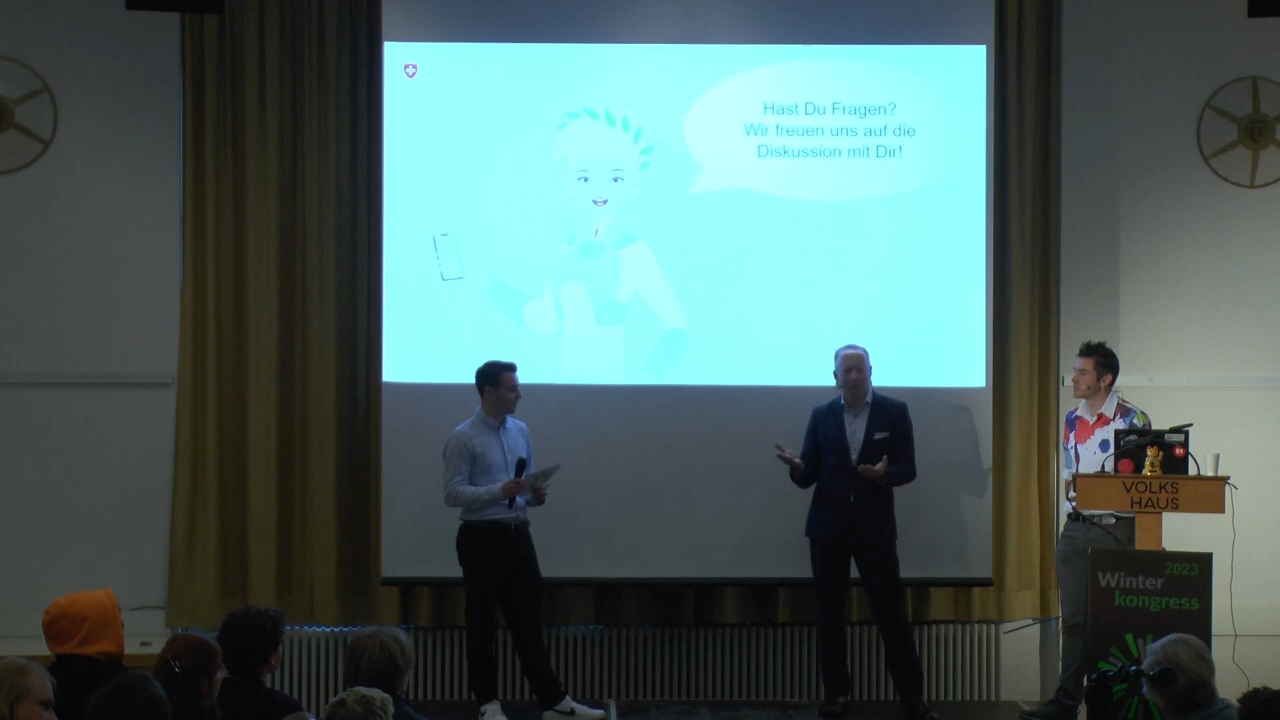 Hast Du Fragen?
Wir freuen uns auf die
Diskussion mit Dir!
VOLKS
HAUS
2023
Winter
kongress